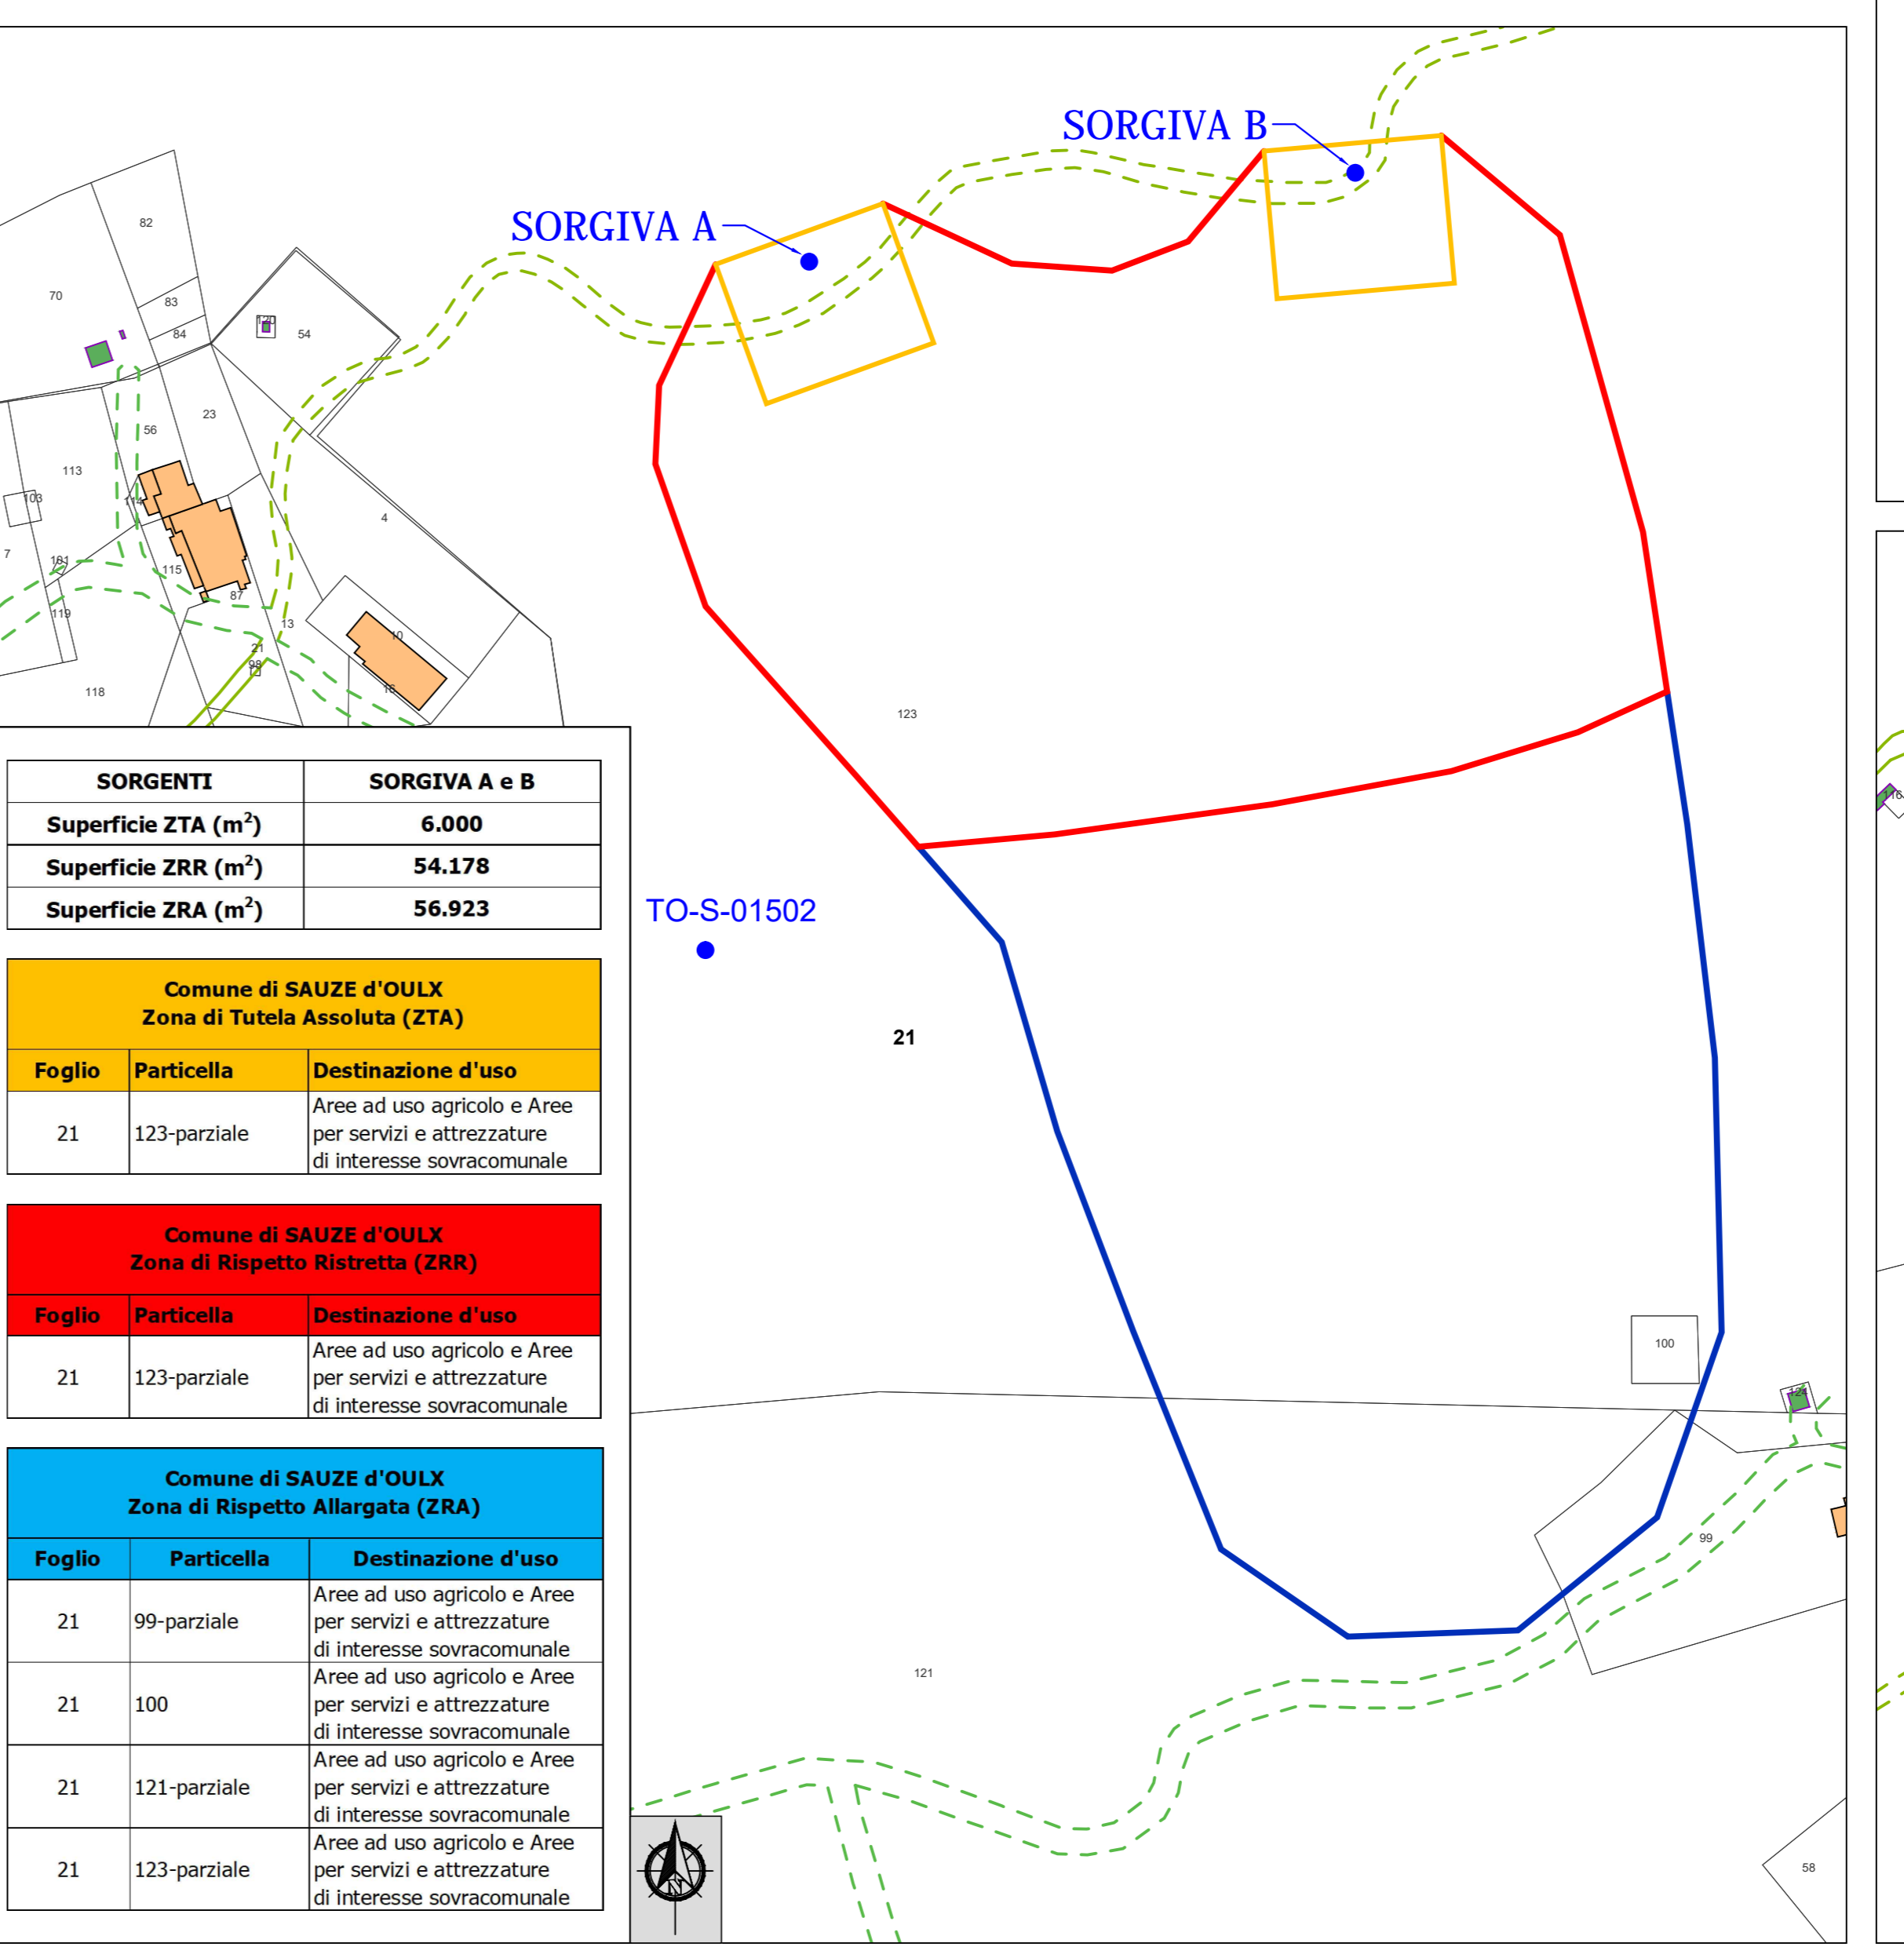 SORGIVA B
SORGIVA A
82
70
83
84
120
54
23
56
113
103
114
4
7
101
115
87
119
13
10
21
98
118
16
123
116
SORGENTI SORGIVA A e B
Superficie ZTA (m²) 6.000
Superficie ZRR (m²) 54.178
Superficie ZRA (m²) 56.923
TO-S-01502
21
Comune di SAUZE d'OULX
Zona di Tutela Assoluta (ZTA)
Foglio Particella Destinazione d'uso
21 123-parziale Aree ad uso agricolo e Aree
per servizi e attrezzature
di interesse sovracomunale
Comune di SAUZE d'OULX
Zona di Rispetto Ristretta (ZRR)
Foglio Particella Destinazione d'uso
21 123-parziale Aree ad uso agricolo e Aree
per servizi e attrezzature
di interesse sovracomunale
100
124
Comune di SAUZE d'OULX
Zona di Rispetto Allargata (ZRA)
Foglio Particella Destinazione d'uso
21 99-parziale Aree ad uso agricolo e Aree
per servizi e attrezzature
di interesse sovracomunale
21 100 Aree ad uso agricolo e Aree
per servizi e attrezzature
di interesse sovracomunale
21 121-parziale Aree ad uso agricolo e Aree
per servizi e attrezzature
di interesse sovracomunale
21 123-parziale Aree ad uso agricolo e Aree
per servizi e attrezzature
di interesse sovracomunale
99
121
58
N